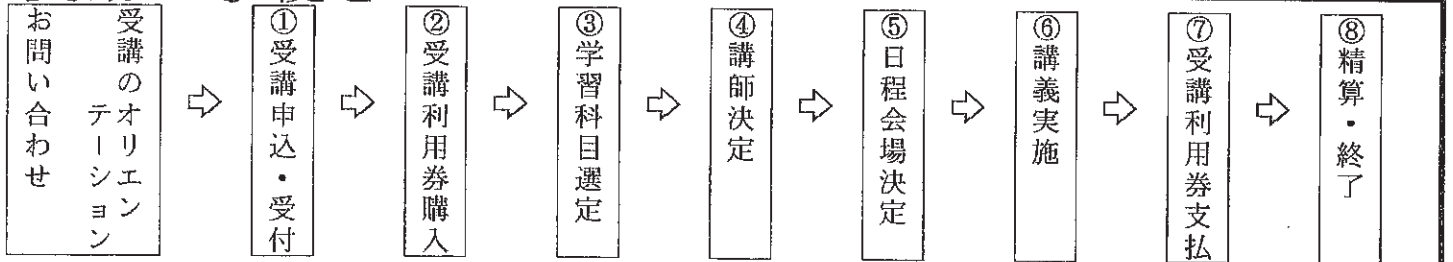 受講のオリエン
テーション
お問い合わせ
⇨
①受講申込・受付
⇨
②受講利用券購入
⇨
③学習科目選定
⇨
④講師決定
⇨
⑤日程会場決定
⇨
⑥講義実施
⇨
⑦受講利用券支払
⇨
⑧精算・終了